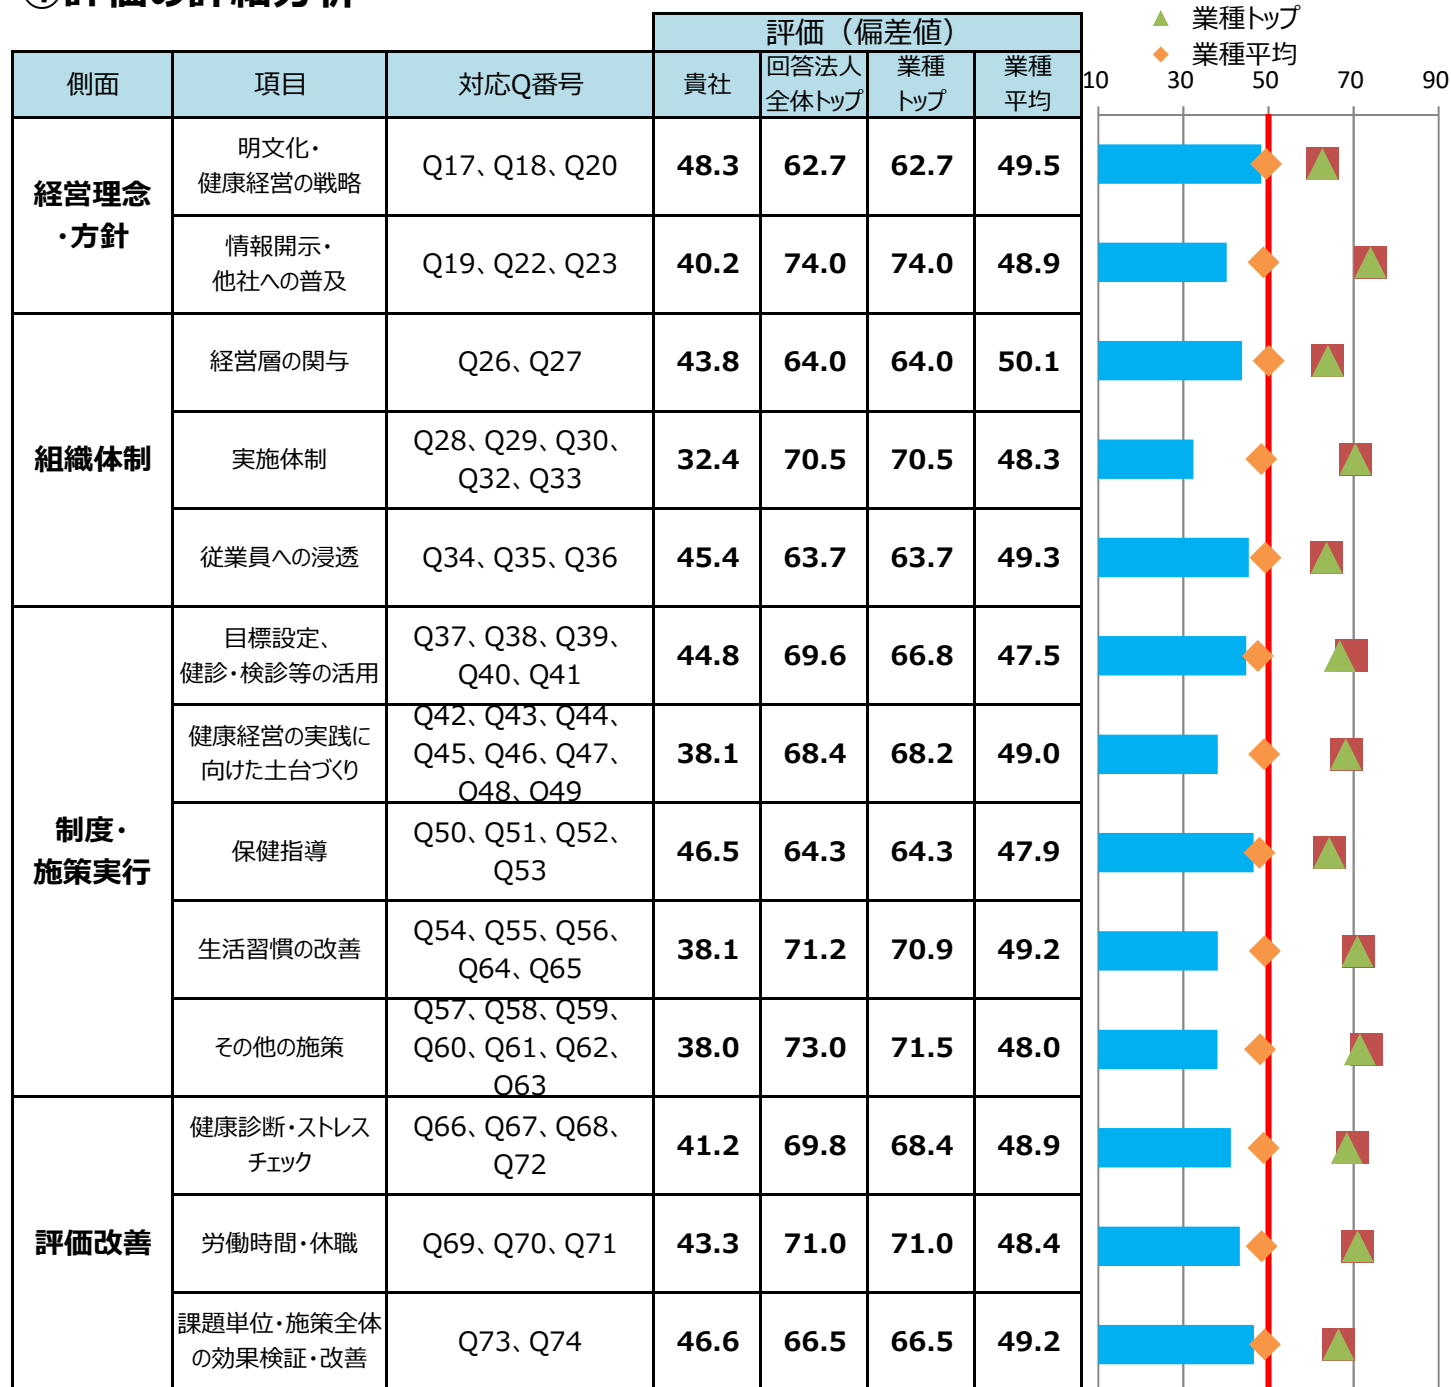 ①評価の詳細分析
▲ 業種トップ
◆ 業種平均
評価（偏差値）
側面 項目 対応Q番号 貴社 回答法人全体トップ 業種トップ 業種平均
10 30 50 70 90
経営理念
・方針
明文化・
健康経営の戦略
Q17、Q18、Q20
48.3 62.7 62.7 49.5
情報開示・
他社への普及
Q19、Q22、Q23
40.2 74.0 74.0 48.9
組織体制
経営層の関与
Q26、Q27
43.8 64.0 64.0 50.1
実施体制
Q28、Q29、Q30、
Q32、Q33
32.4 70.5 70.5 48.3
従業員への浸透
Q34、Q35、Q36
45.4 63.7 63.7 49.3
制度・
施策実行
目標設定、
健診・検診等の活用
Q37、Q38、Q39、
Q40、Q41
44.8 69.6 66.8 47.5
健康経営の実践に
向けた土台づくり
Q42、Q43、Q44、
Q45、Q46、Q47、
Q48、Q49
38.1 68.4 68.2 49.0
保健指導
Q50、Q51、Q52、
Q53
46.5 64.3 64.3 47.9
生活習慣の改善
Q54、Q55、Q56、
Q64、Q65
38.1 71.2 70.9 49.2
その他の施策
Q57、Q58、Q59、
Q60、Q61、Q62、
Q63
38.0 73.0 71.5 48.0
評価改善
健康診断・ストレス
チェック
Q66、Q67、Q68、
Q72
41.2 69.8 68.4 48.9
労働時間・休職
Q69、Q70、Q71
43.3 71.0 71.0 48.4
課題単位・施策全体
の効果検証・改善
Q73、Q74
46.6 66.5 66.5 49.2